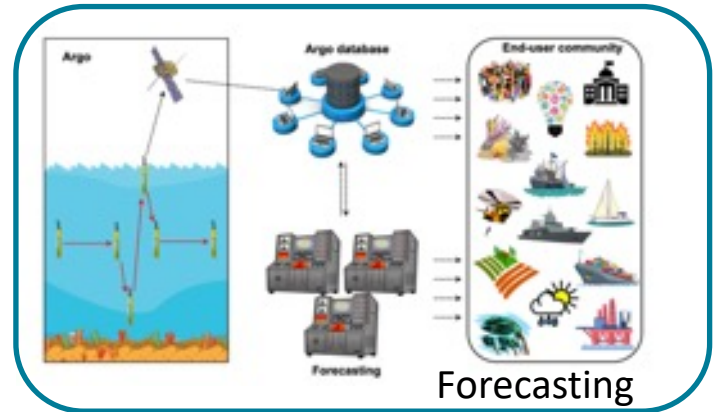 Argo
Argo database
End-user community
Forecasting
Forecasting